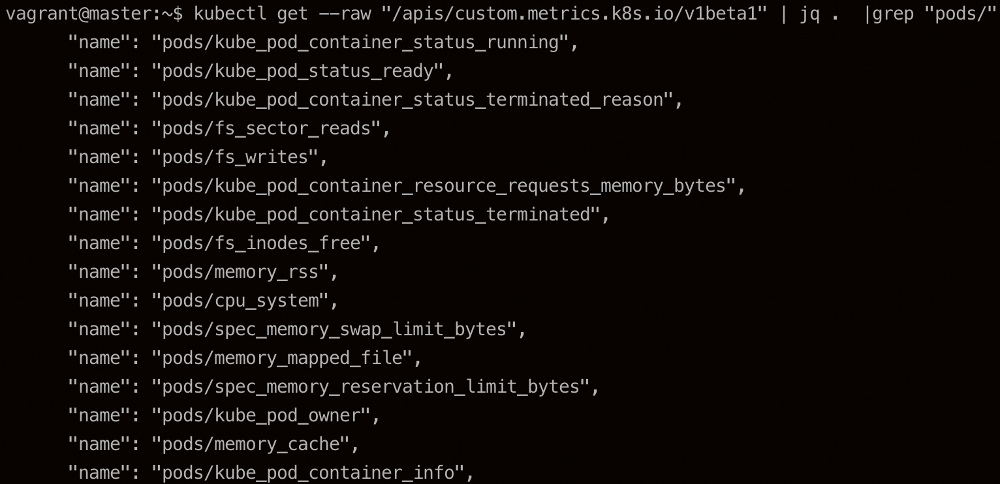 vagrant@master:~$ kubectl get --raw "/apis/custom.metrics.k8s.io/v1beta1" | jq .  |grep "pods/"
      "name": "pods/kube_pod_container_status_running",
      "name": "pods/kube_pod_status_ready",
      "name": "pods/kube_pod_container_status_terminated_reason",
      "name": "pods/fs_sector_reads",
      "name": "pods/fs_writes",
      "name": "pods/kube_pod_container_resource_requests_memory_bytes",
      "name": "pods/kube_pod_container_status_terminated",
      "name": "pods/fs_inodes_free",
      "name": "pods/memory_rss",
      "name": "pods/cpu_system",
      "name": "pods/spec_memory_swap_limit_bytes",
      "name": "pods/memory_mapped_file",
      "name": "pods/spec_memory_reservation_limit_bytes",
      "name": "pods/kube_pod_owner",
      "name": "pods/memory_cache",
      "name": "pods/kube_pod_container_info",